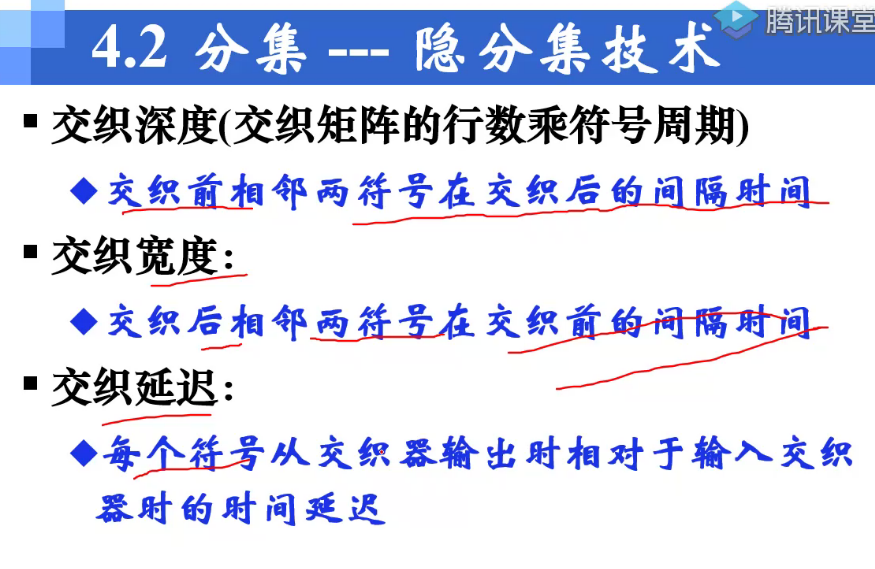 腾讯课堂
4.2 分集 --- 隐分集技术
▪ 交织深度(交织矩阵的行数乘符号周期)
◆交织前相邻两符号在交织后的间隔时间
▪ 交织宽度：
◆交织后相邻两符号在交织前的间隔时间
▪ 交织延迟：
◆每个符号从交织器输出时相对于输入交织
器时的时间延迟